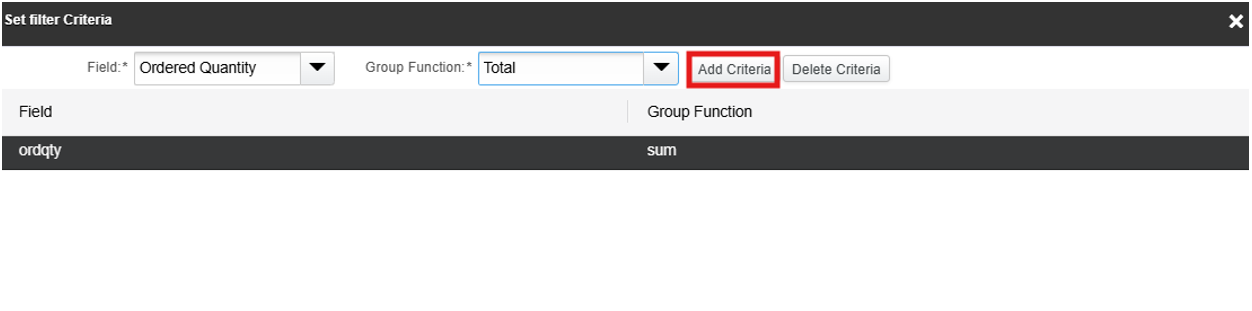 Set filter Criteria
Field:* Ordered Quantity Group Function:* Total Add Criteria Delete Criteria
Field Group Function
ordqty sum